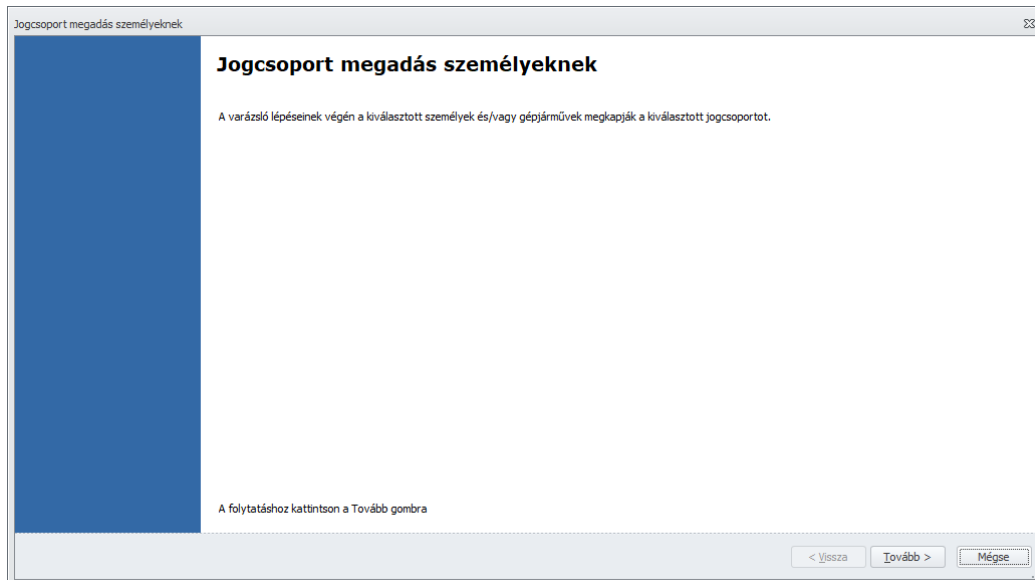 Jogcsoport megadás személyeknek
Jogcsoport megadás személyeknek
A varázsló lépéseinek végén a kiválasztott személyek és/vagy gépjárművek megkapják a kiválasztott jogcsoportot.
A folytatáshoz kattintson a Tovább gombra
< Vissza
Tovább >
Mégse